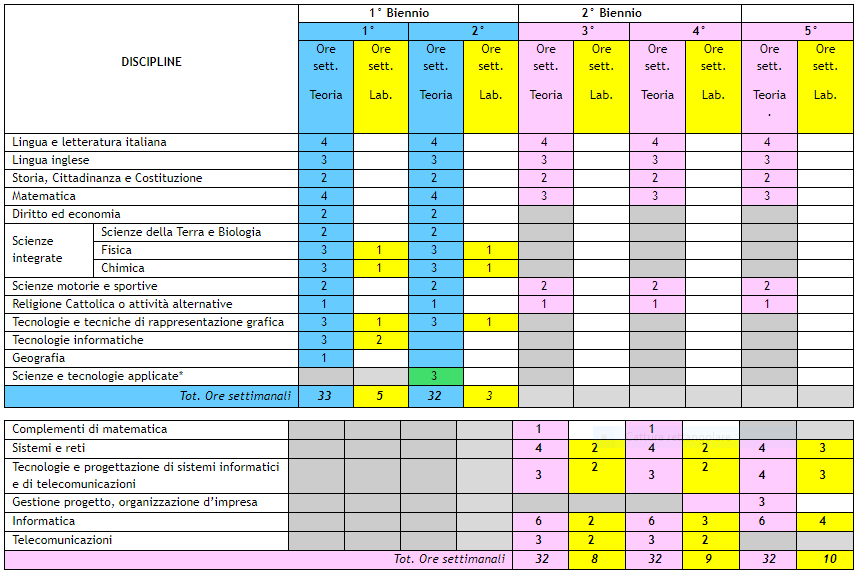 DISCIPLINE 1° Biennio 2° Biennio
1° 2° 3° 4° 5°
Ore sett. Teoria Ore sett. Lab. Ore sett. Teoria Ore sett. Lab. Ore sett. Teoria Ore sett. Lab. Ore sett. Teoria Ore sett. Lab. Ore sett. Teoria . Ore sett. Lab.
Lingua e letteratura italiana 4 4 4 4 4
Lingua inglese 3 3 3 3 3
Storia, Cittadinanza e Costituzione 2 2 2 2 2
Matematica 4 4 3 3 3
Diritto ed economia 2 2
Scienze integrate Scienze della Terra e Biologia 2 2
Fisica 3 1 3 1
Chimica 3 1 3 1
Scienze motorie e sportive 2 2 2 2 2
Religione Cattolica o attività alternative 1 1 1 1 1
Tecnologie e tecniche di rappresentazione grafica 3 1 3 1
Tecnologie informatiche 3 2
Geografia 1
Scienze e tecnologie applicate* 3
Tot. Ore settimanali 33 5 32 3
Complementi di matematica 1 1
Sistemi e reti 4 2 4 2 4 3
Tecnologie e progettazione di sistemi informatici
e di telecomunicazioni 3 2 3 2 4 3
Gestione progetto, organizzazione d'impresa 3
Informatica 6 2 6 3 6 4
Telecomunicazioni 3 2 3 2
Tot. Ore settimanali 32 8 32 9 32 10